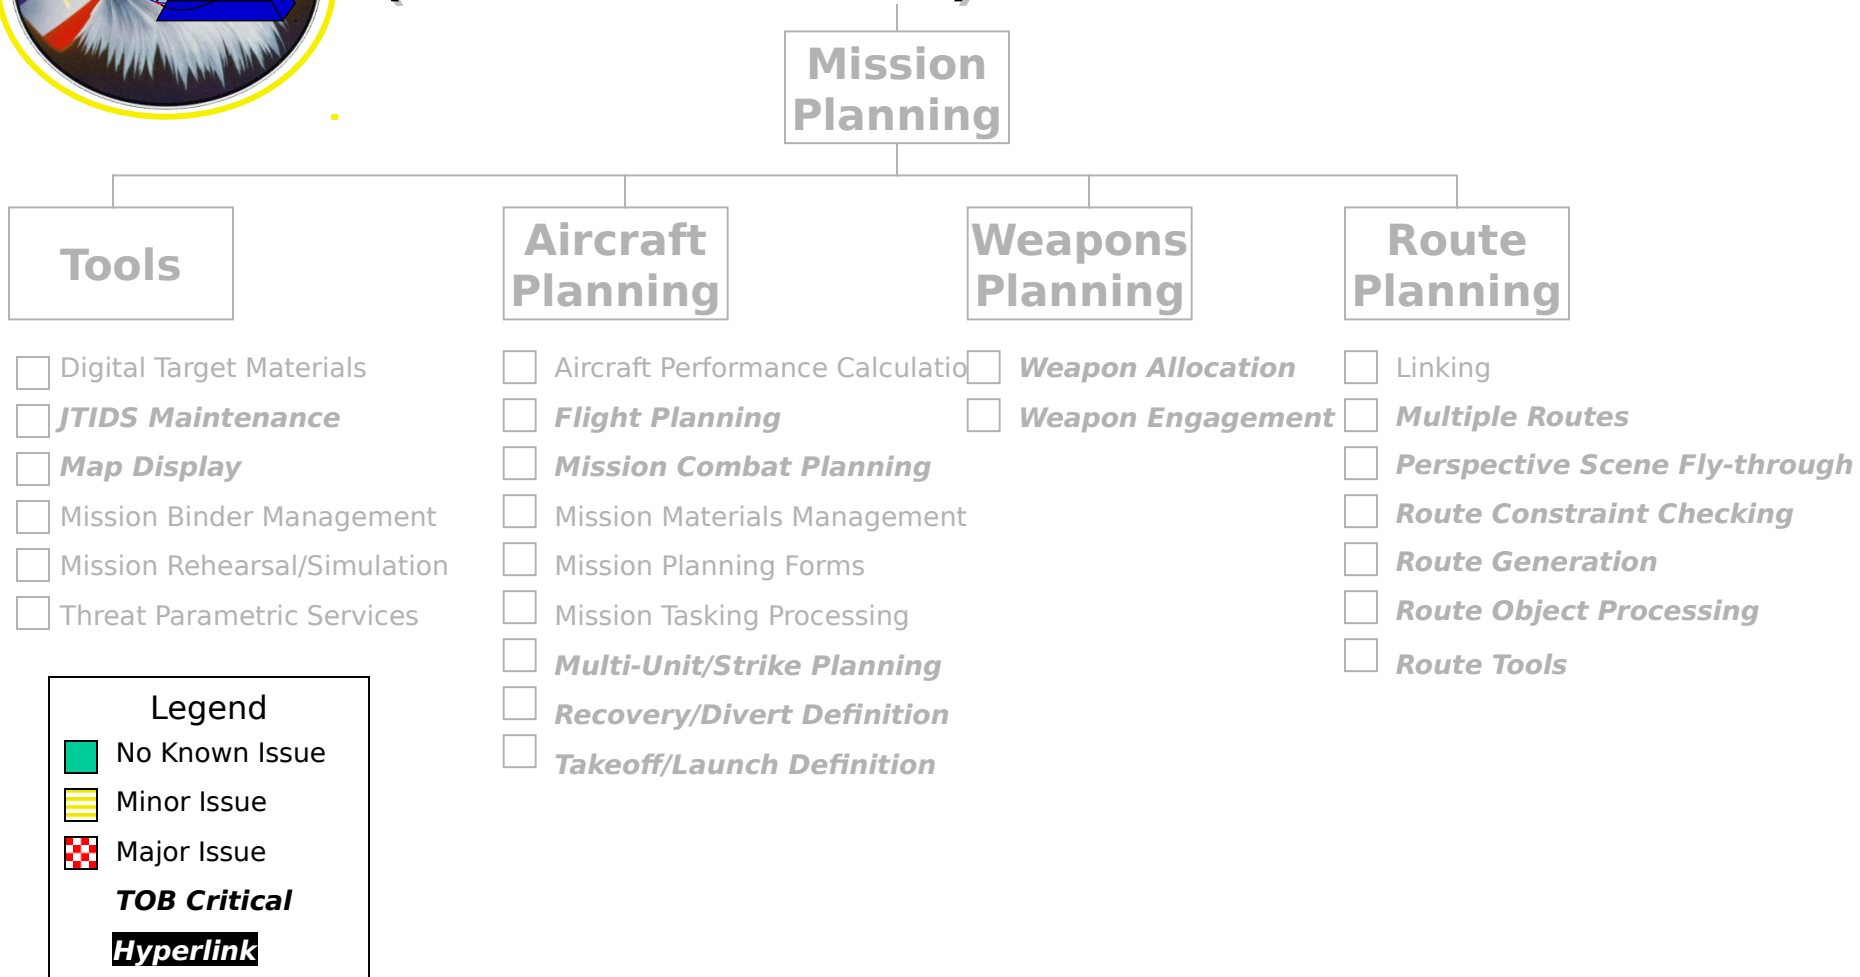 Mission
Planning
Tools
Aircraft
Planning
Weapons
Planning
Route
Planning
Digital Target Materials
JTIDS Maintenance
Map Display
Mission Binder Management
Mission Rehearsal/Simulation
Threat Parametric Services
Aircraft Performance Calculatio
Flight Planning
Mission Combat Planning
Mission Materials Management
Mission Planning Forms
Mission Tasking Processing
Multi-Unit/Strike Planning
Recovery/Divert Definition
Takeoff/Launch Definition
Weapon Allocation
Weapon Engagement
Linking
Multiple Routes
Perspective Scene Fly-through
Route Constraint Checking
Route Generation
Route Object Processing
Route Tools
Legend
No Known Issue
Minor Issue
Major Issue
TOB Critical
Hyperlink